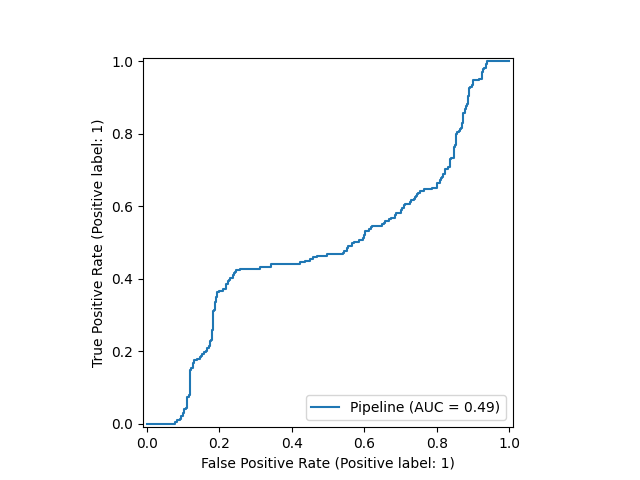 1.0
0.8
0.6
0.4
0.2
0.0
True Positive Rate (Positive label: 1)
Pipeline (AUC = 0.49)
0.0 0.2 0.4 0.6 0.8 1.0
False Positive Rate (Positive label: 1)